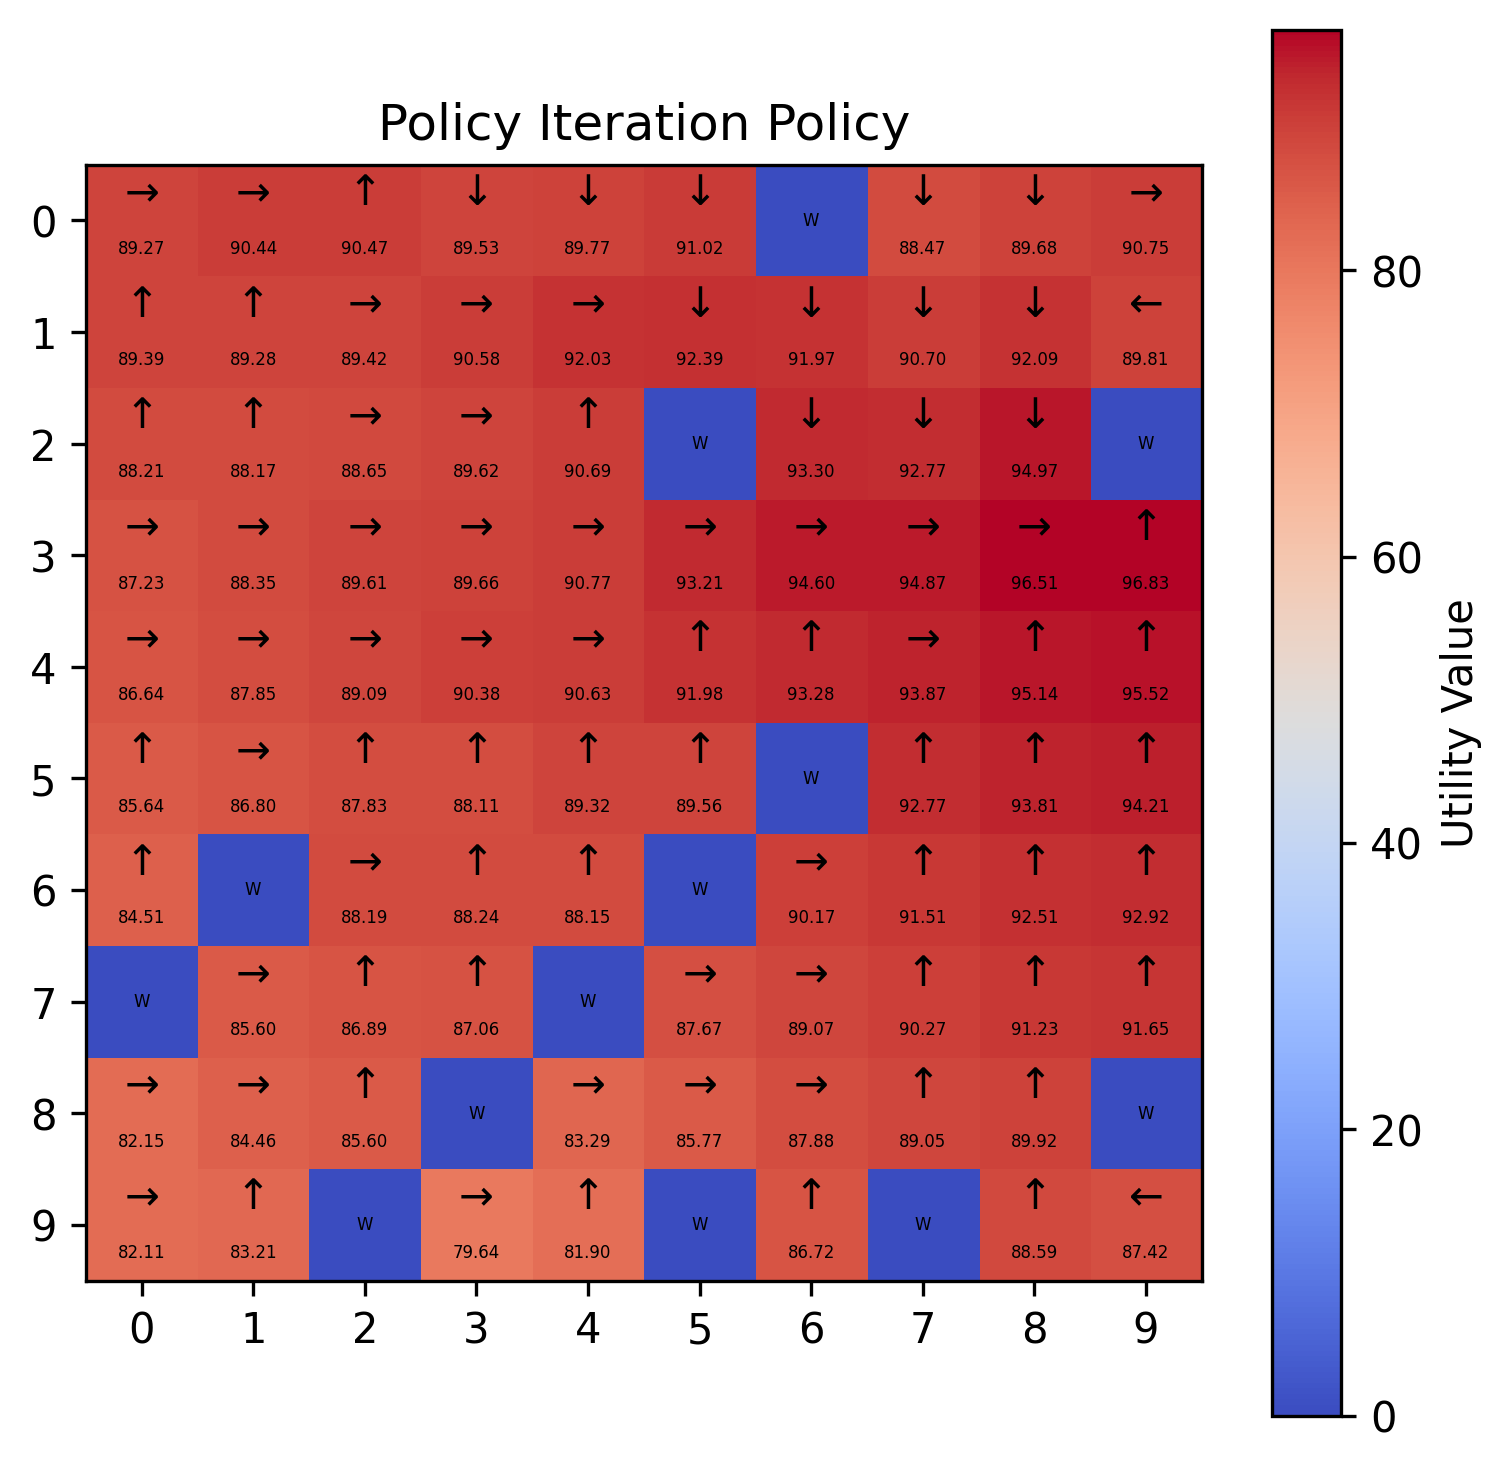 Policy Iteration Policy
0 → → ↑ ↓ ↓ ↓ W ↓ ↓ →
89.27 90.44 90.47 89.53 89.77 91.02 88.47 89.68 90.75
1 ↑ ↑ → → → ↓ ↓ ↓ ↓ ←
89.39 89.28 89.42 90.58 92.03 92.39 91.97 90.70 92.09 89.81
2 ↑ ↑ → → ↑ W ↓ ↓ ↓ W
88.21 88.17 88.65 89.62 90.69 93.30 92.77 94.97
3 → → → → → → → → → ↑
87.23 88.35 89.61 89.66 90.77 93.21 94.60 94.87 96.51 96.83
4 → → → → → ↑ ↑ → ↑ ↑
86.64 87.85 89.09 90.38 90.63 91.98 93.28 93.87 95.14 95.52
5 ↑ → ↑ ↑ ↑ ↑ W ↑ ↑ ↑
85.64 86.80 87.83 88.11 89.32 89.56 92.77 93.81 94.21
6 ↑ W → ↑ ↑ W → ↑ ↑ ↑
84.51 88.19 88.24 88.15 90.17 91.51 92.51 92.92
7 W → ↑ ↑ W → → ↑ ↑ ↑
85.60 86.89 87.06 87.67 89.07 90.27 91.23 91.65
8 → → ↑ W → → → ↑ ↑ W
82.15 84.46 85.60 83.29 85.77 87.88 89.05 89.92
9 → ↑ W → ↑ W ↑ W ↑ ←
82.11 83.21 79.64 81.90 86.72 88.59 87.42
0 1 2 3 4 5 6 7 8 9
80
60
40
20
0
Utility Value